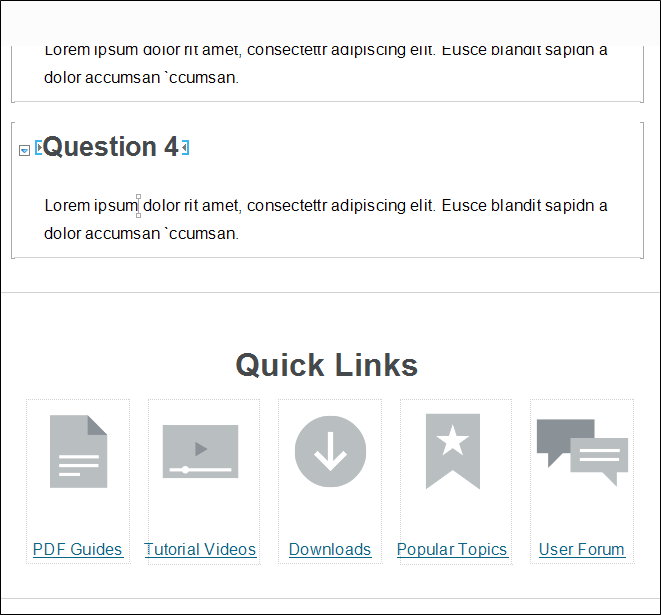 Lorem ipsum dolor rit amet, consectettr adipiscing elit. Eusce blandit sapidn a
dolor accumsan `ccumsan.
Question 4
Lorem ipsum dolor rit amet, consectettr adipiscing elit. Eusce blandit sapidn a
dolor accumsan `ccumsan.
Quick Links
PDF Guides Tutorial Videos Downloads Popular Topics User Forum